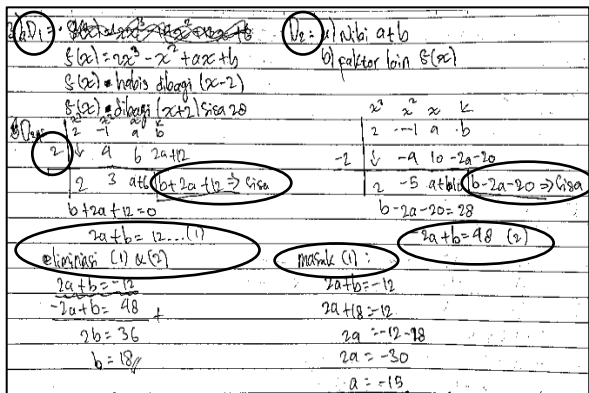 D₁ =
f(x) = 2x³ - x² + ax + b
f(x) habis dibagi (x-2)
f(x) dibagi (x+2) sisa 28
D₂ = a) Nilai a+b
b) faktor lain f(x)
x³ x² x
2 -1 a b
2 ↓ 4 6 2a+12
2 3 a+6 b+2a+12 ⇒ sisa
b+2a+12=0
2a+b = 12...(1)
x³ x² x k
2 -1 a b
-2 ↓ -4 10 -2a-20
2 -5 a+10 b-2a-20 ⇒ sisa
b-2a-20=28
-2a+b=48 (2)
eliminasi (1) & (2)
2a+b=-12
-2a+b= 48 +
2b=36
b=18//
masuk (1) :
2a+b=-12
2a+18=-12
2a =-12-18
2a = -30
a = -15